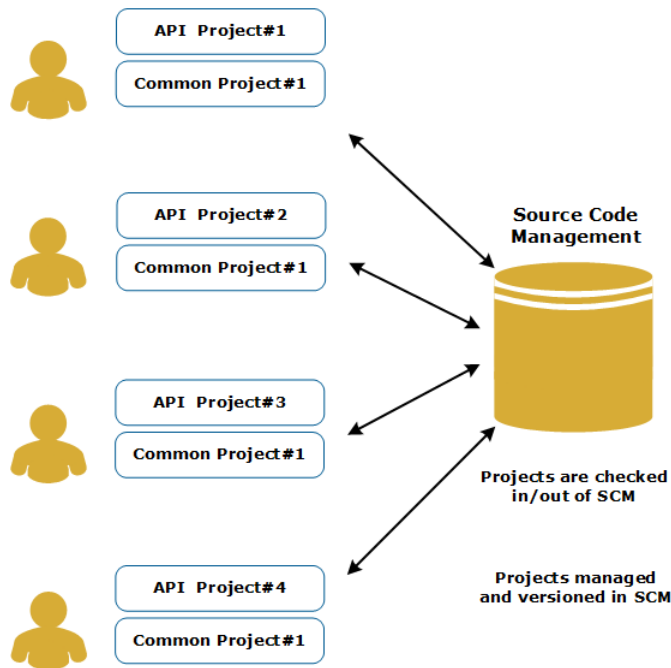 API Project#1
Common Project#1
API Project#2
Common Project#1
Source Code
Management
API Project#3
Common Project#1
Projects are checked
in/out of SCM
API Project#4
Common Project#1
Projects managed
and versioned in SCM